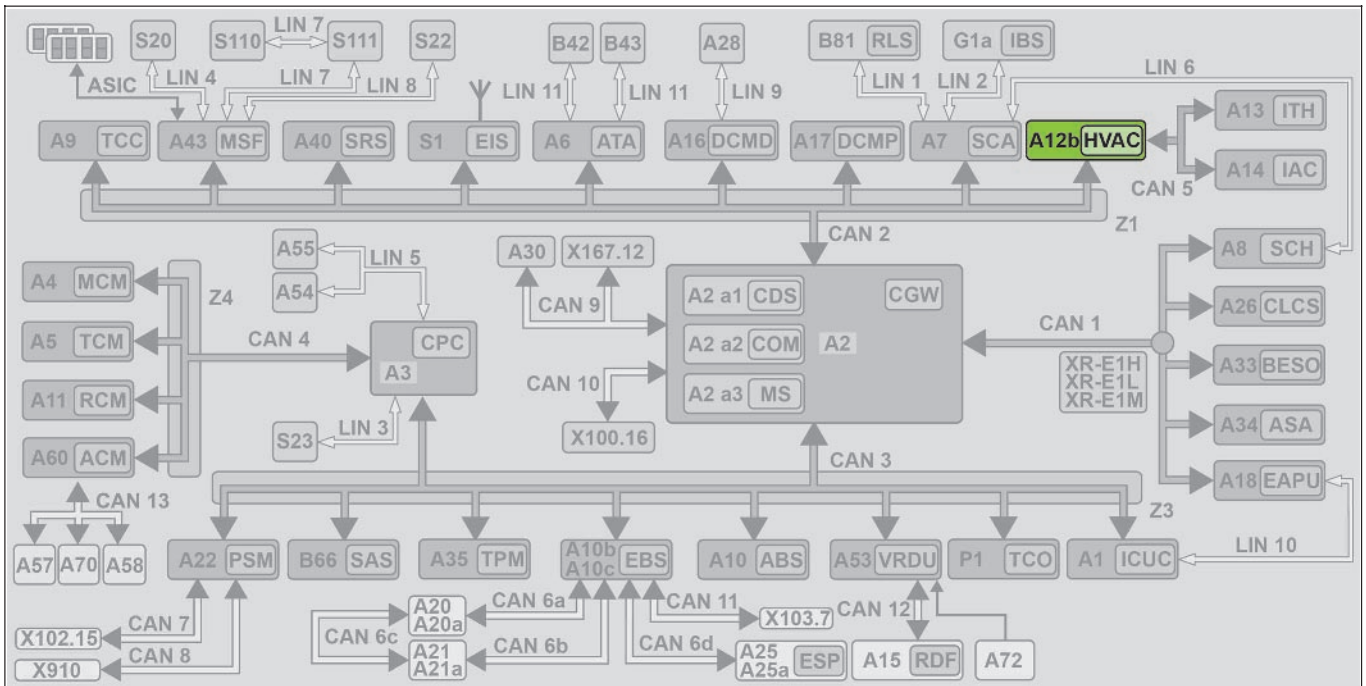 S20
LIN 7
S110
S111
S22
B42
B43
A28
B81 RLS
G1a IBS
ASIC
LIN 4
LIN 7
LIN 8
LIN 11
LIN 11
LIN 9
LIN 1
LIN 2
LIN 6
A9 TCC
A43 MSF
A40 SRS
S1 EIS
A6 ATA
A16 DCMD
A17 DCMP
A7 SCA
A12b HVAC
A13 ITH
A14 IAC
CAN 5
Z1
CAN 2
A55
A54
LIN 5
A30
X167.12
CAN 9
A8 SCH
A4 MCM
Z4
A2 a1 CDS
CGW
A26 CLCS
A5 TCM
CAN 4
CPC
A3
A2 a2 COM
A2
CAN 1
A33 BESO
XR-E1H
XR-E1L
XR-E1M
CAN 10
A2 a3 MS
A11 RCM
A34 ASA
S23
LIN 3
X100.16
A60 ACM
CAN 3
A18 EAPU
CAN 13
Z3
LIN 10
A57
A70
A58
A22 PSM
B66 SAS
A35 TPM
A10b
A10c
EBS
A10 ABS
A53 VRDU
P1 TCO
A1 ICUC
CAN 7
X102.15
CAN 8
X910
CAN 6c
A20
A20a
CAN 6a
A21
A21a
CAN 6b
CAN 11
X103.7
CAN 6d
A25
A25a
ESP
CAN 12
A15 RDF
A72